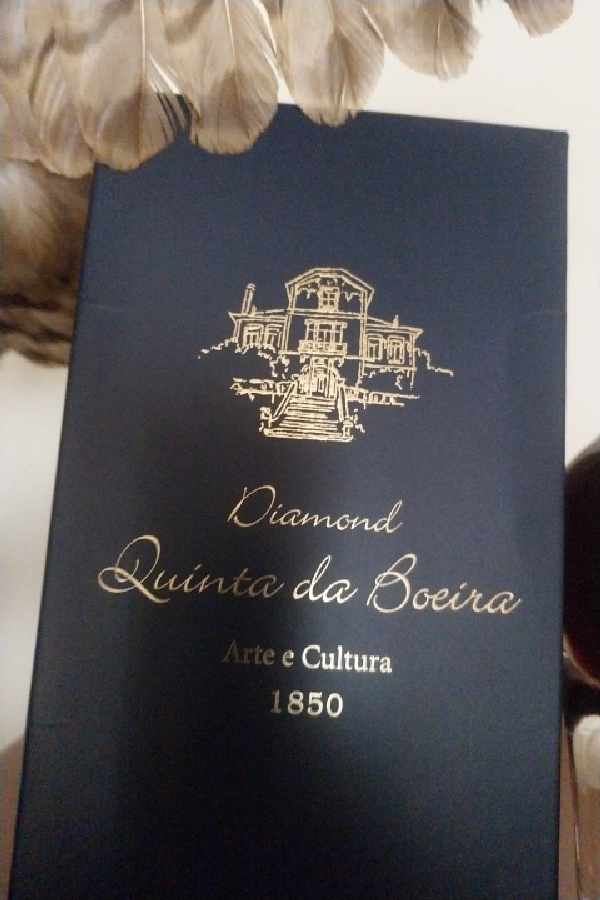 Diamond
Quinta da Boeira
Arte e Cultura
1850